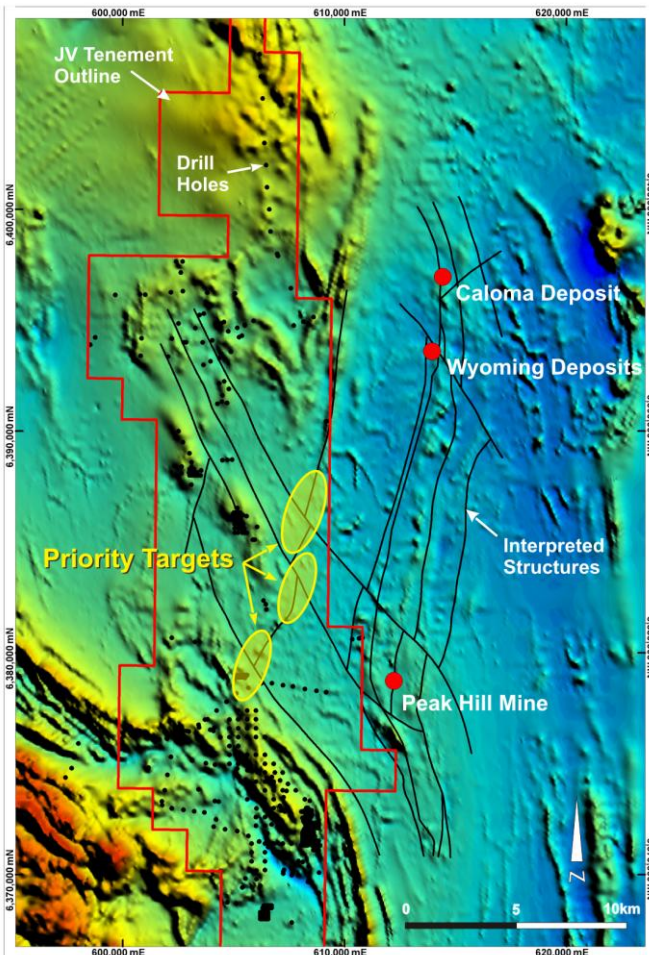 600,000 mE
610,000 mE
620,000 mE
JV Tenement
Outline
Drill
Holes
6,400,000 mN
Caloma Deposit
Wyoming Deposits
6,390,000 mN
Priority Targets
Interpreted
Structures
6,380,000 mN
Peak Hill Mine
6,370,000 mN
N
0
5
10km
600,000 mE
610,000 mE
620,000 mE